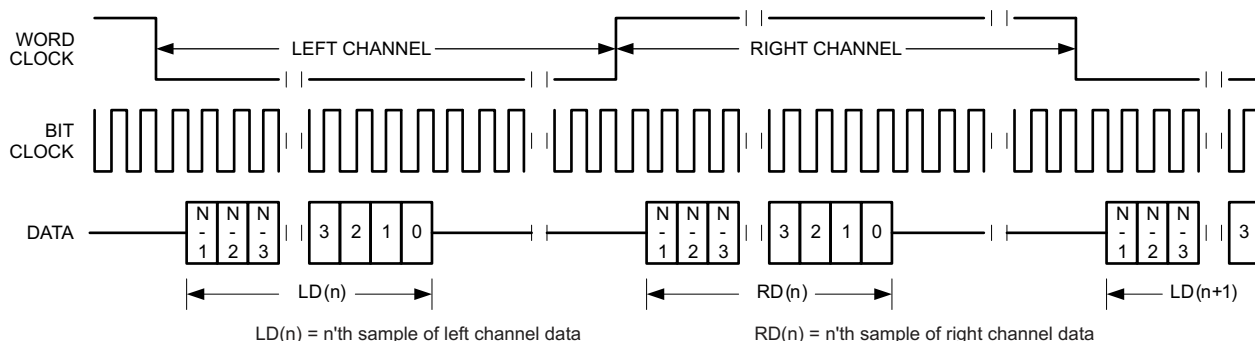 WORD
CLOCK
LEFT CHANNEL
RIGHT CHANNEL
BIT
CLOCK
DATA
N-1 N-2 N-3 3 2 1 0 N-1 N-2 N-3 3 2 1 0 N-1 N-2 N-3 3
LD(n) RD(n) LD(n+1)
LD(n) = n'th sample of left channel data
RD(n) = n'th sample of right channel data